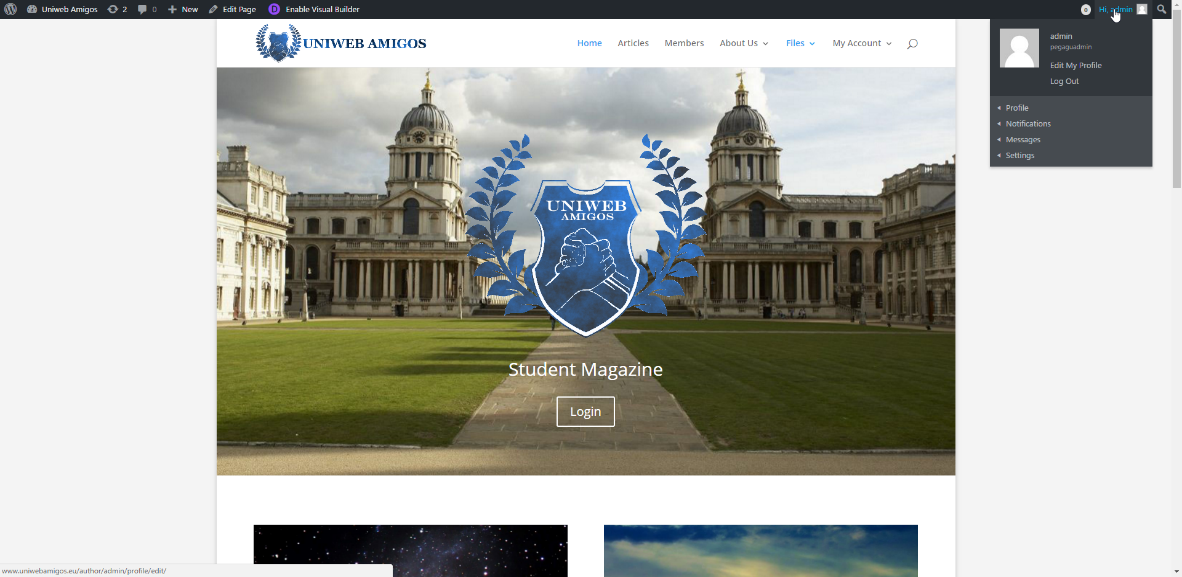 Uniweb Amigos 2 0 New Edit Page D Enable Visual Builder 0 Hi, admin
UNIWEB AMIGOS
Home Articles Members About Us Files My Account
admin
pegaguadmin
Edit My Profile
Log Out
Profile
Notifications
Messages
Settings
UNIWEB
AMIGOS
Student Magazine
Login
www.uniwebamigos.eu/author/admin/profile/edit/